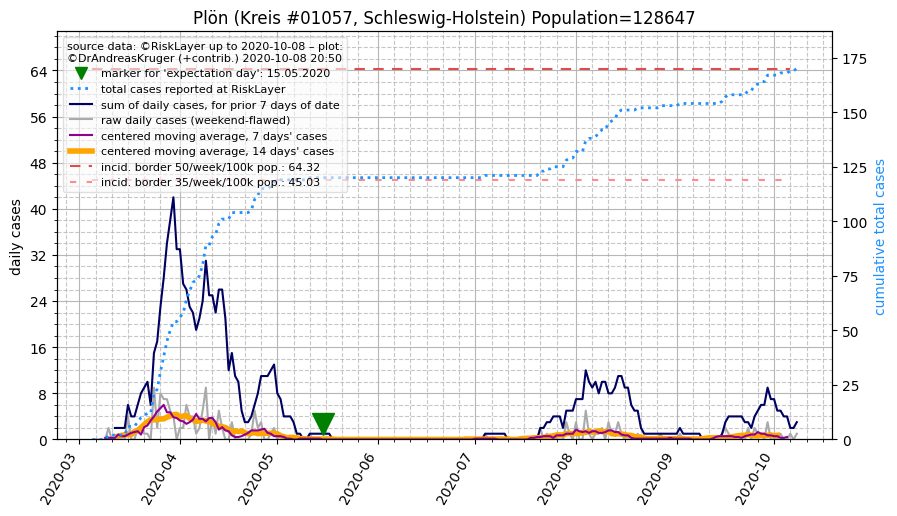 Plön (Kreis #01057, Schleswig-Holstein) Population=128647
source data: ©RiskLayer up to 2020-10-08 – plot:
©DrAndreasKruger (+contrib.) 2020-10-08 20:50
marker for 'expectation day': 15.05.2020
total cases reported at RiskLayer
sum of daily cases, for prior 7 days of date
raw daily cases (weekend-flawed)
centered moving average, 7 days' cases
centered moving average, 14 days' cases
incid. border 50/week/100k pop.: 64.32
incid. border 35/week/100k pop.: 45.03
daily cases
64
56
48
40
32
24
16
8
0
175
150
125
100
75
50
25
0
cumulative total cases
2020-03
2020-04
2020-05
2020-06
2020-07
2020-08
2020-09
2020-10